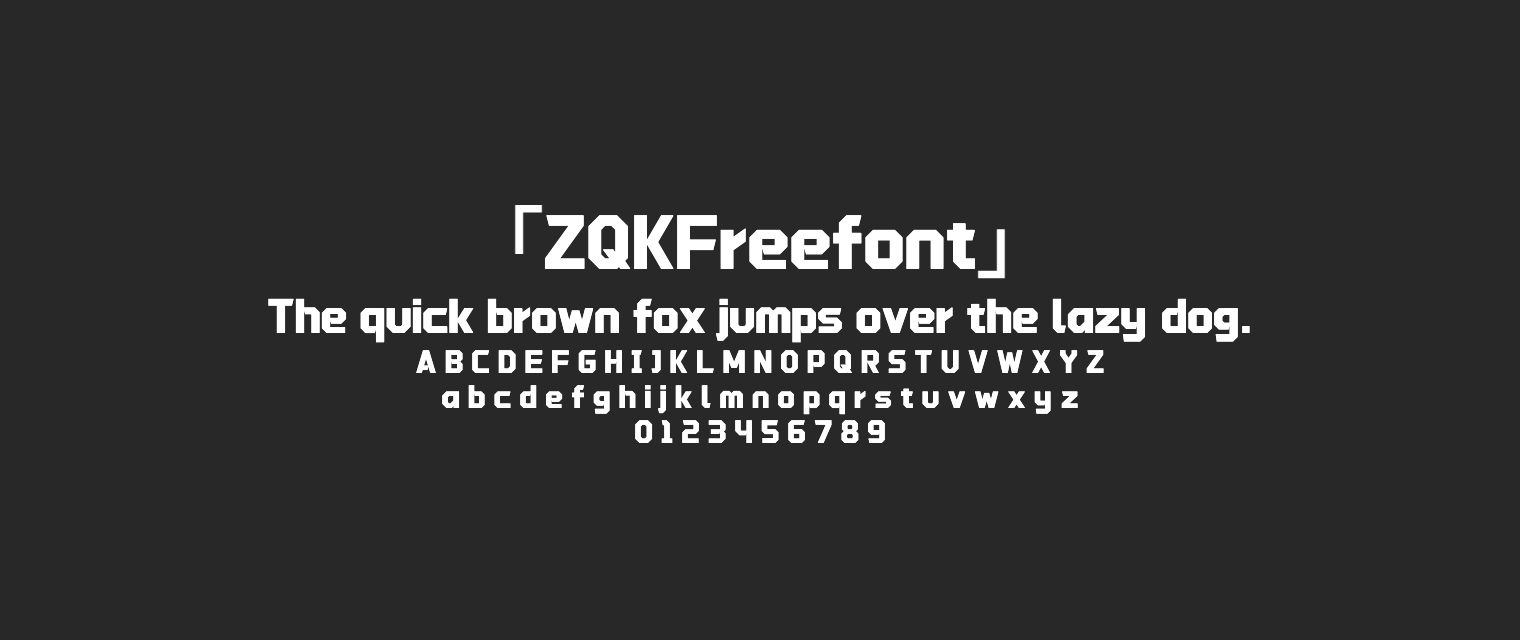 「ZQKFreefont」
The quick brown fox jumps over the lazy dog.
A B C D E F G H I J K L M N O P Q R S T U V W X Y Z
a b c d e f g h i j k l m n o p q r s t u v w x y z
0 1 2 3 4 5 6 7 8 9